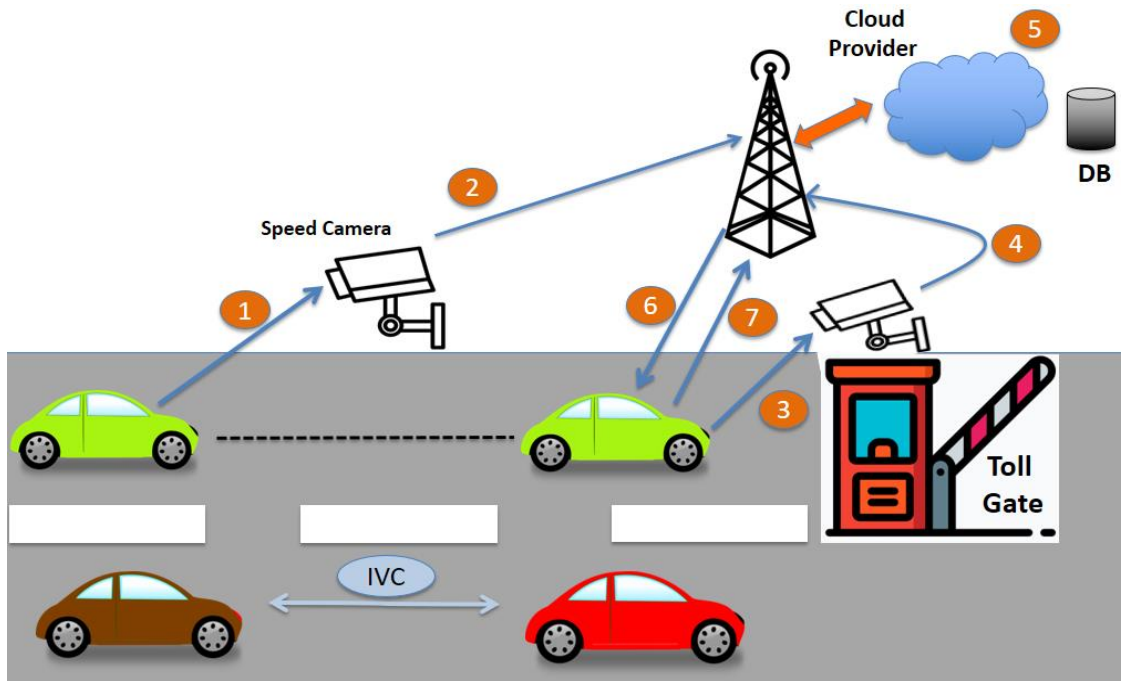 Cloud
Provider
5
DB
2
Speed Camera
4
1
6
7
3
Toll
Gate
IVC